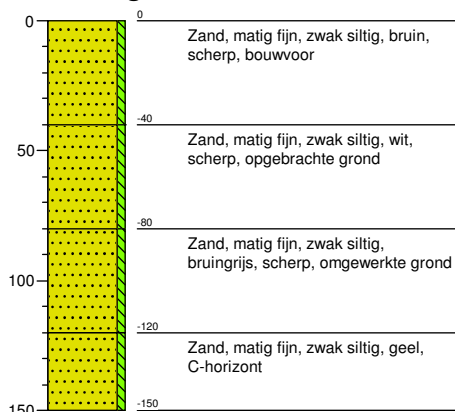 0
0
Zand, matig fijn, zwak siltig, bruin,
scherp, bouwvoor
-40
Zand, matig fijn, zwak siltig, wit,
scherp, opgebrachte grond
50
-80
Zand, matig fijn, zwak siltig,
bruingrijs, scherp, omgewerkte grond
100
-120
Zand, matig fijn, zwak siltig, geel,
C-horizont
150
-150